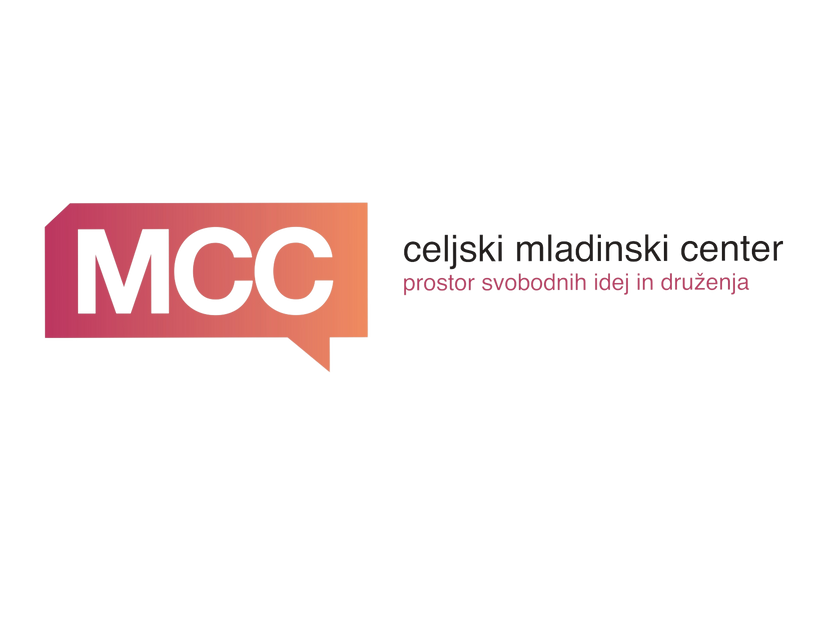 MCC
celjski mladinski center
prostor svobodnih idej in druženja